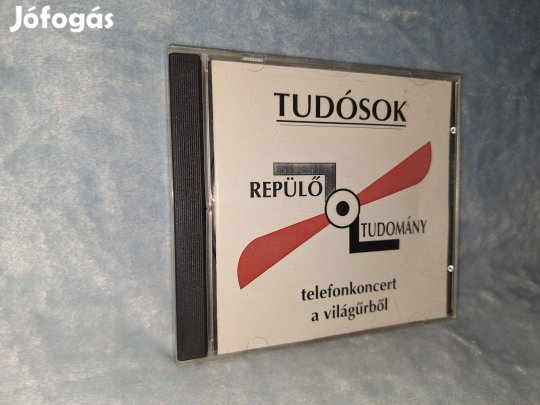 Jófogás
TUDÓSOK
REPÜLŐ
TUDOMÁNY
telefonkoncert
a világűrből